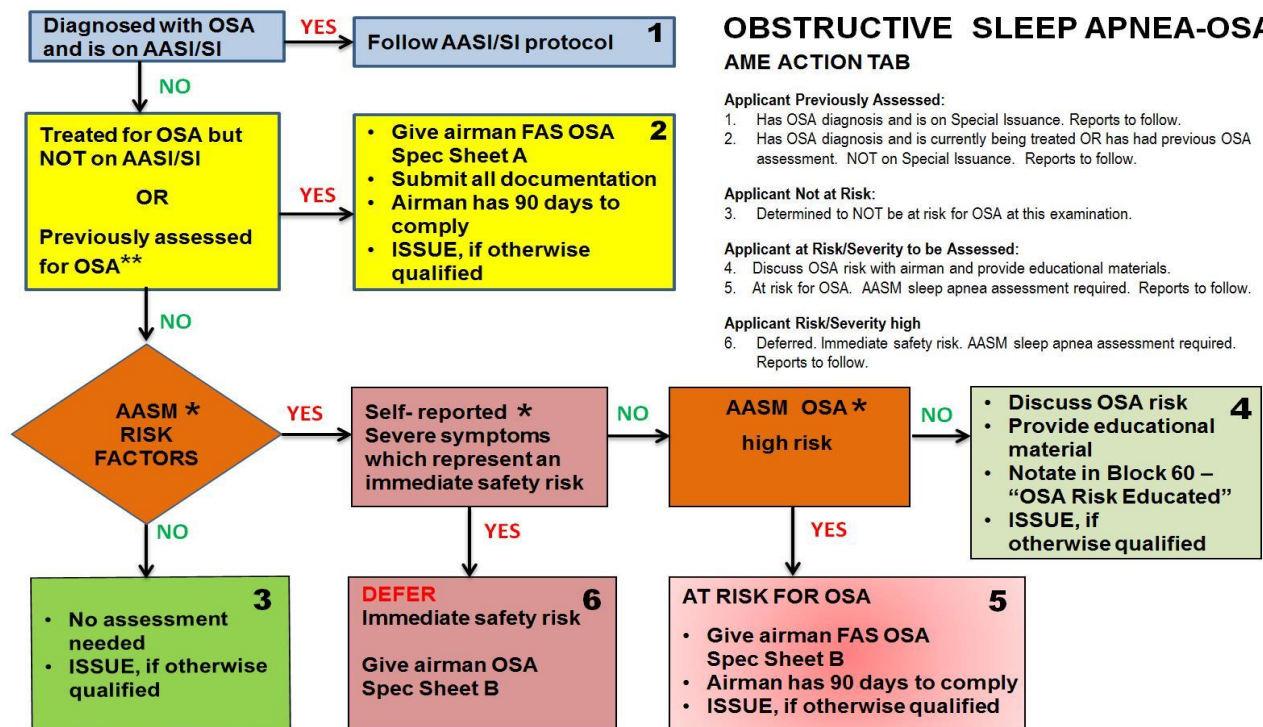 Diagnosed with OSA
and is on AASI/SI
YES
Follow AASI/SI protocol
1
NO
Treated for OSA but
NOT on AASI/SI
OR
Previously assessed
for OSA**
YES
2
• Give airman FAS OSA
Spec Sheet A
• Submit all documentation
• Airman has 90 days to
comply
• ISSUE, if otherwise
qualified
NO
OBSTRUCTIVE SLEEP APNEA-OSA
AME ACTION TAB
Applicant Previously Assessed:
1. Has OSA diagnosis and is on Special Issuance. Reports to follow.
2. Has OSA diagnosis and is currently being treated OR has had previous OSA
assessment. NOT on Special Issuance. Reports to follow.
Applicant Not at Risk:
3. Determined to NOT be at risk for OSA at this examination.
Applicant at Risk/Severity to be Assessed:
4. Discuss OSA risk with airman and provide educational materials.
5. At risk for OSA. AASM sleep apnea assessment required. Reports to follow.
Applicant Risk/Severity high
6. Deferred. Immediate safety risk. AASM sleep apnea assessment required.
Reports to follow.
AASM *
RISK
FACTORS
YES
Self- reported *
Severe symptoms
which represent an
immediate safety risk
NO
AASM OSA *
high risk
NO
4
• Discuss OSA risk
• Provide educational
material
• Notate in Block 60 –
“OSA Risk Educated”
• ISSUE, if
otherwise qualified
NO
YES
YES
3
• No assessment
needed
• ISSUE, if otherwise
qualified
DEFER
6
Immediate safety risk
Give airman OSA
Spec Sheet B
AT RISK FOR OSA
5
• Give airman FAS OSA
Spec Sheet B
• Airman has 90 days to comply
• ISSUE, if otherwise qualified